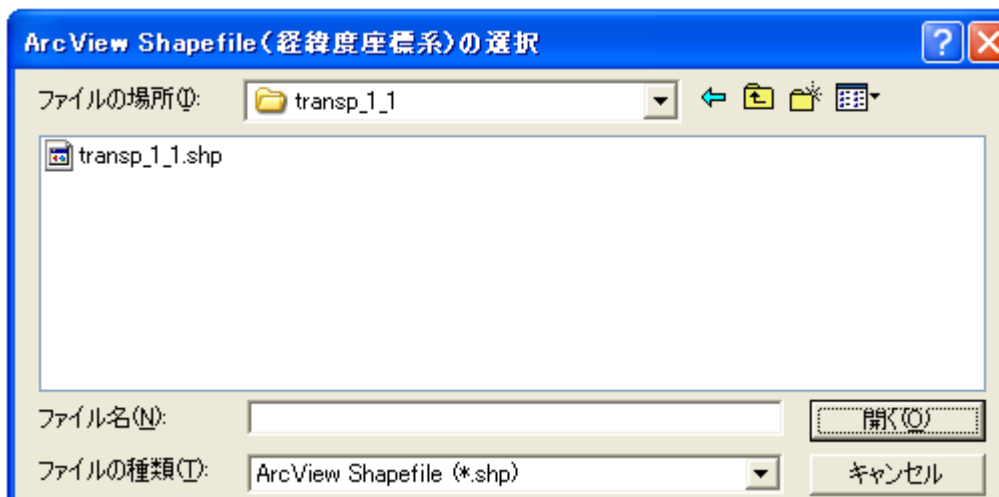 ArcView Shapefile(経緯度座標系)の選択
ファイルの場所(I):
transp_1_1
transp_1_1.shp
ファイル名(N):
開く(O)
ファイルの種類(T):
ArcView Shapefile (*.shp)
キャンセル